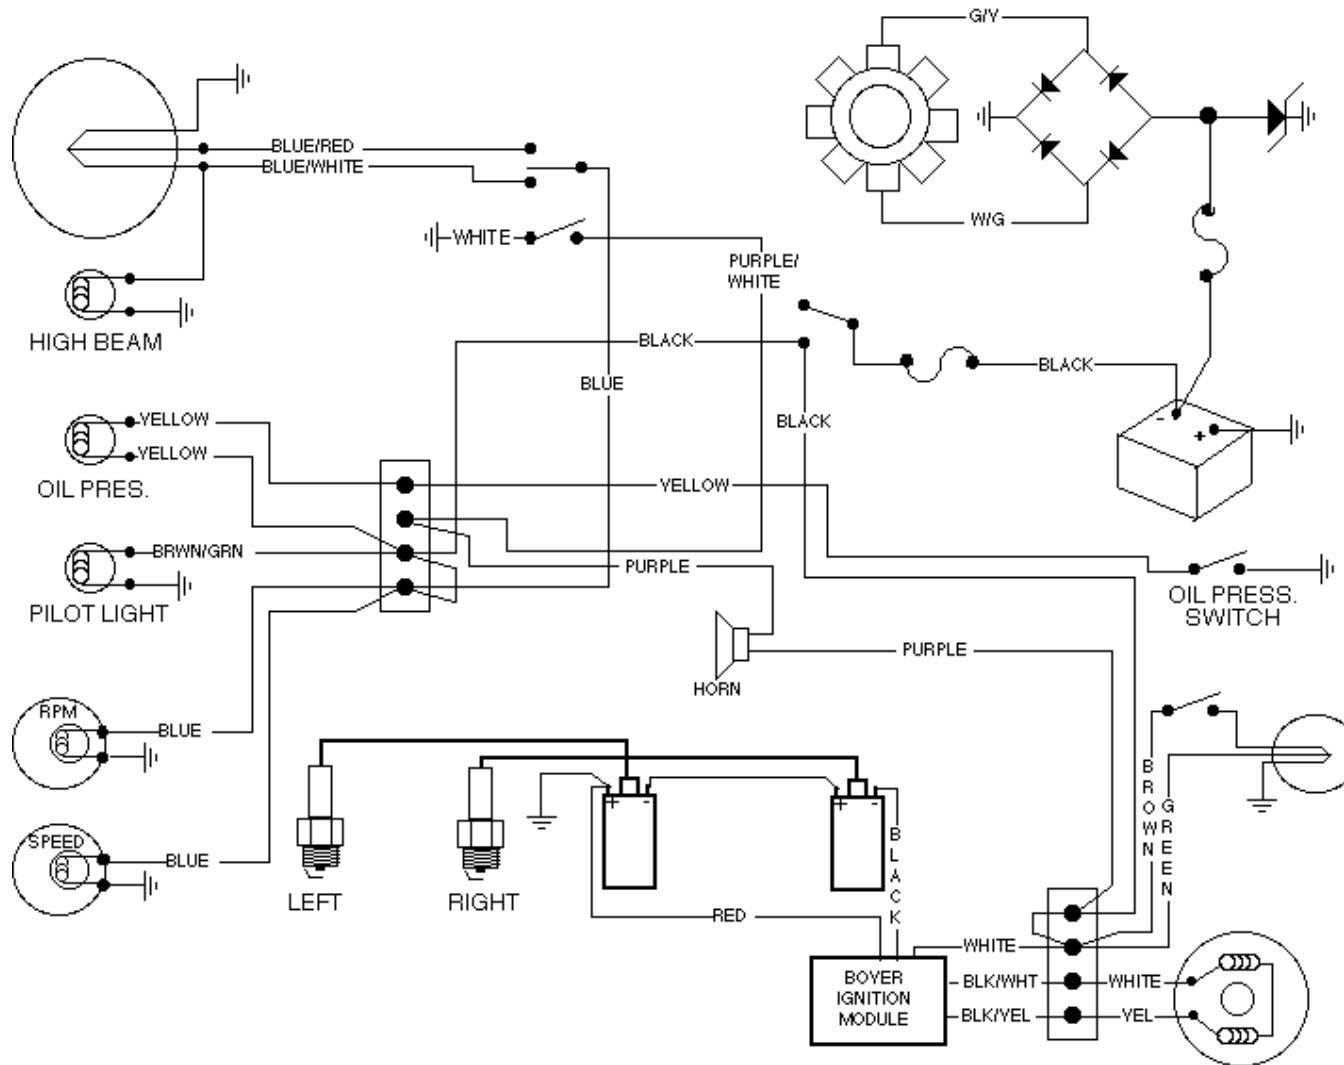 G/Y
BLUE/RED
BLUE/WHITE
W/G
WHITE
PURPLE/
WHITE
HIGH BEAM
BLACK
BLACK
BLUE
YELLOW
BLACK
-
+
YELLOW
OIL PRES.
YELLOW
BRWN/GRN
PURPLE
OIL PRESS.
SWITCH
PILOT LIGHT
PURPLE
HORN
RPM
BLUE
BROWN
GREEN
+ -
+ -
SPEED
BLUE
BLACK
LEFT
RIGHT
RED
WHITE
BOYER
IGNITION
MODULE
BLK/WHT
WHITE
BLK/YEL
YEL